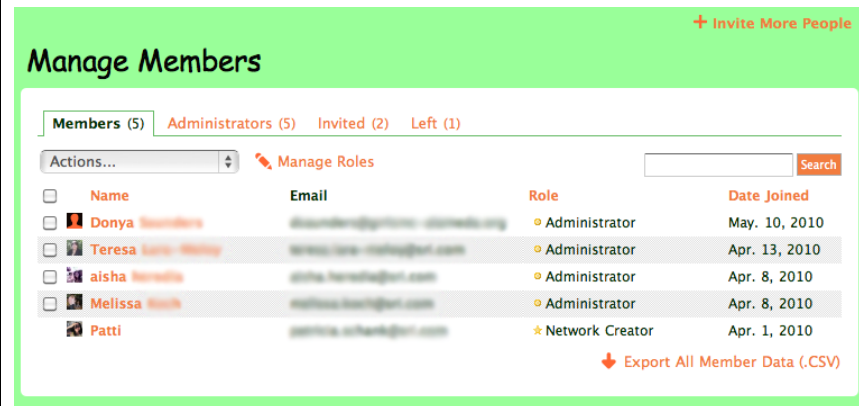 + Invite More People
Manage Members
Members (5) Administrators (5) Invited (2) Left (1)
Actions... Manage Roles Search
Name Email Role Date Joined
Donya Administrator May. 10, 2010
Teresa Administrator Apr. 13, 2010
aisha Administrator Apr. 8, 2010
Melissa Administrator Apr. 8, 2010
Patti Network Creator Apr. 1, 2010
Export All Member Data (.CSV)